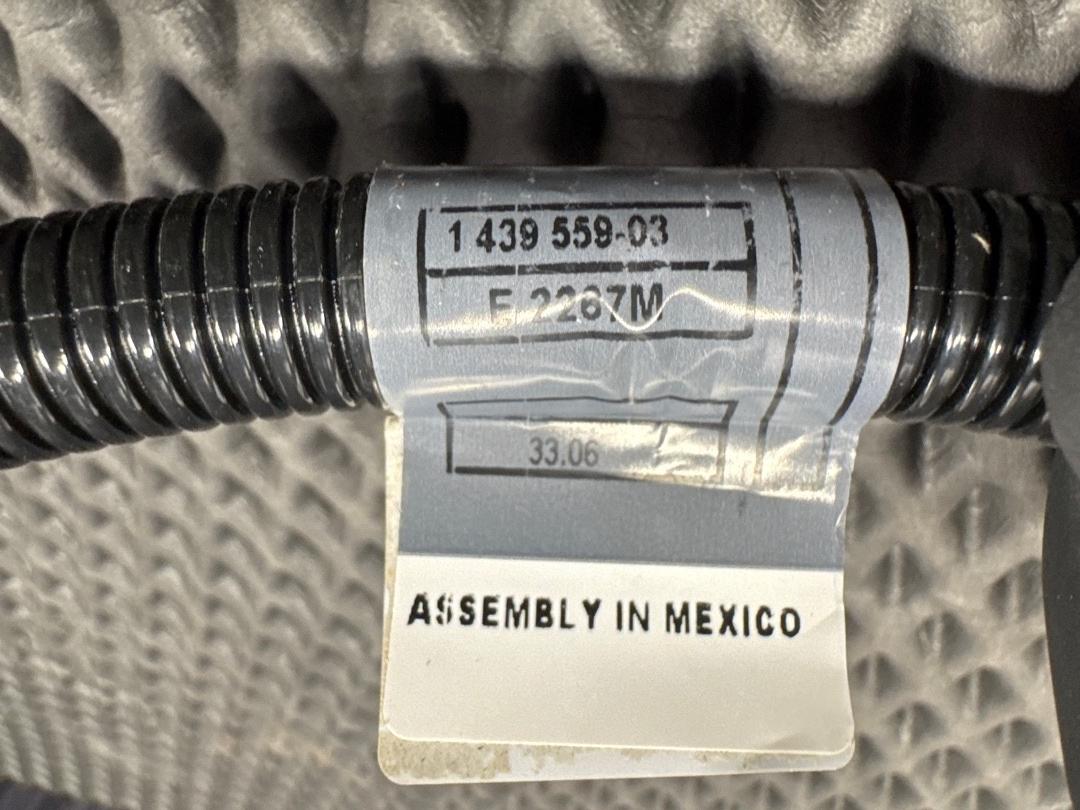 1 439 559-03
E 2267M
33.06
ASSEMBLY IN MEXICO